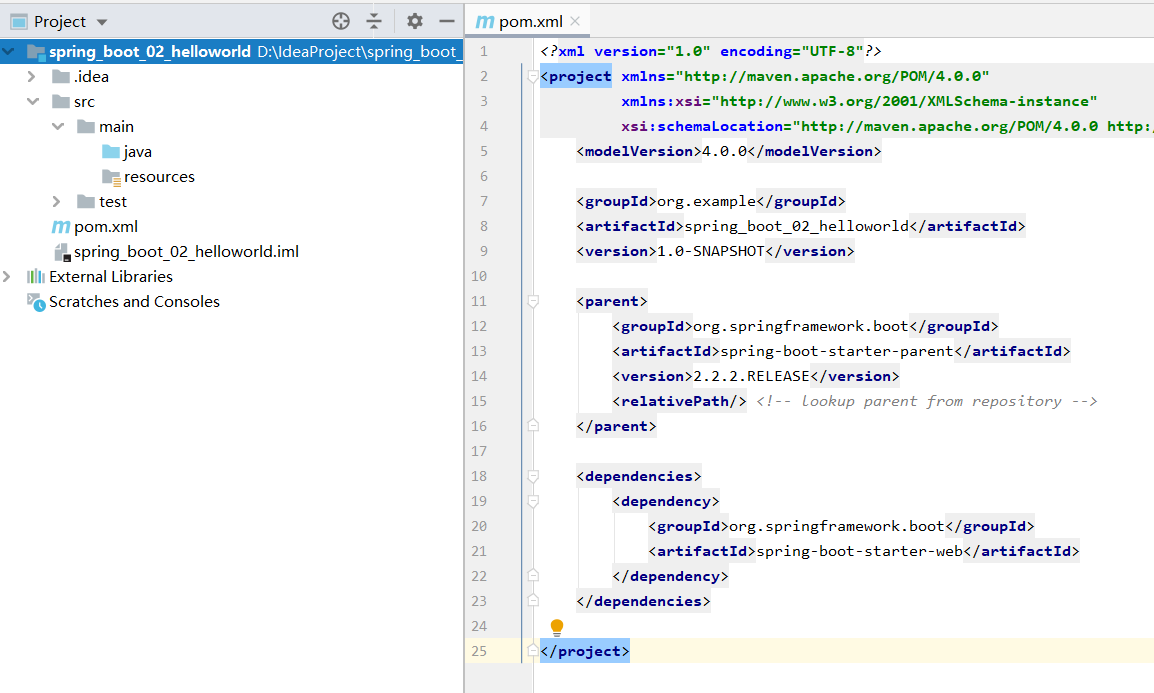 Project
spring_boot_02_helloworld D:\IdeaProject\spring_boot_
.idea
src
main
java
resources
test
m pom.xml
spring_boot_02_helloworld.iml
External Libraries
Scratches and Consoles
m pom.xml
1 <?xml version="1.0" encoding="UTF-8"?>
2 <project xmlns="http://maven.apache.org/POM/4.0.0"
3 xmlns:xsi="http://www.w3.org/2001/XMLSchema-instance"
4 xsi:schemaLocation="http://maven.apache.org/POM/4.0.0 http:
5 <modelVersion>4.0.0</modelVersion>
6
7 <groupId>org.example</groupId>
8 <artifactId>spring_boot_02_helloworld</artifactId>
9 <version>1.0-SNAPSHOT</version>
10
11 <parent>
12 <groupId>org.springframework.boot</groupId>
13 <artifactId>spring-boot-starter-parent</artifactId>
14 <version>2.2.2.RELEASE</version>
15 <relativePath/> <!-- lookup parent from repository -->
16 </parent>
17
18 <dependencies>
19 <dependency>
20 <groupId>org.springframework.boot</groupId>
21 <artifactId>spring-boot-starter-web</artifactId>
22 </dependency>
23 </dependencies>
24
25 </project>